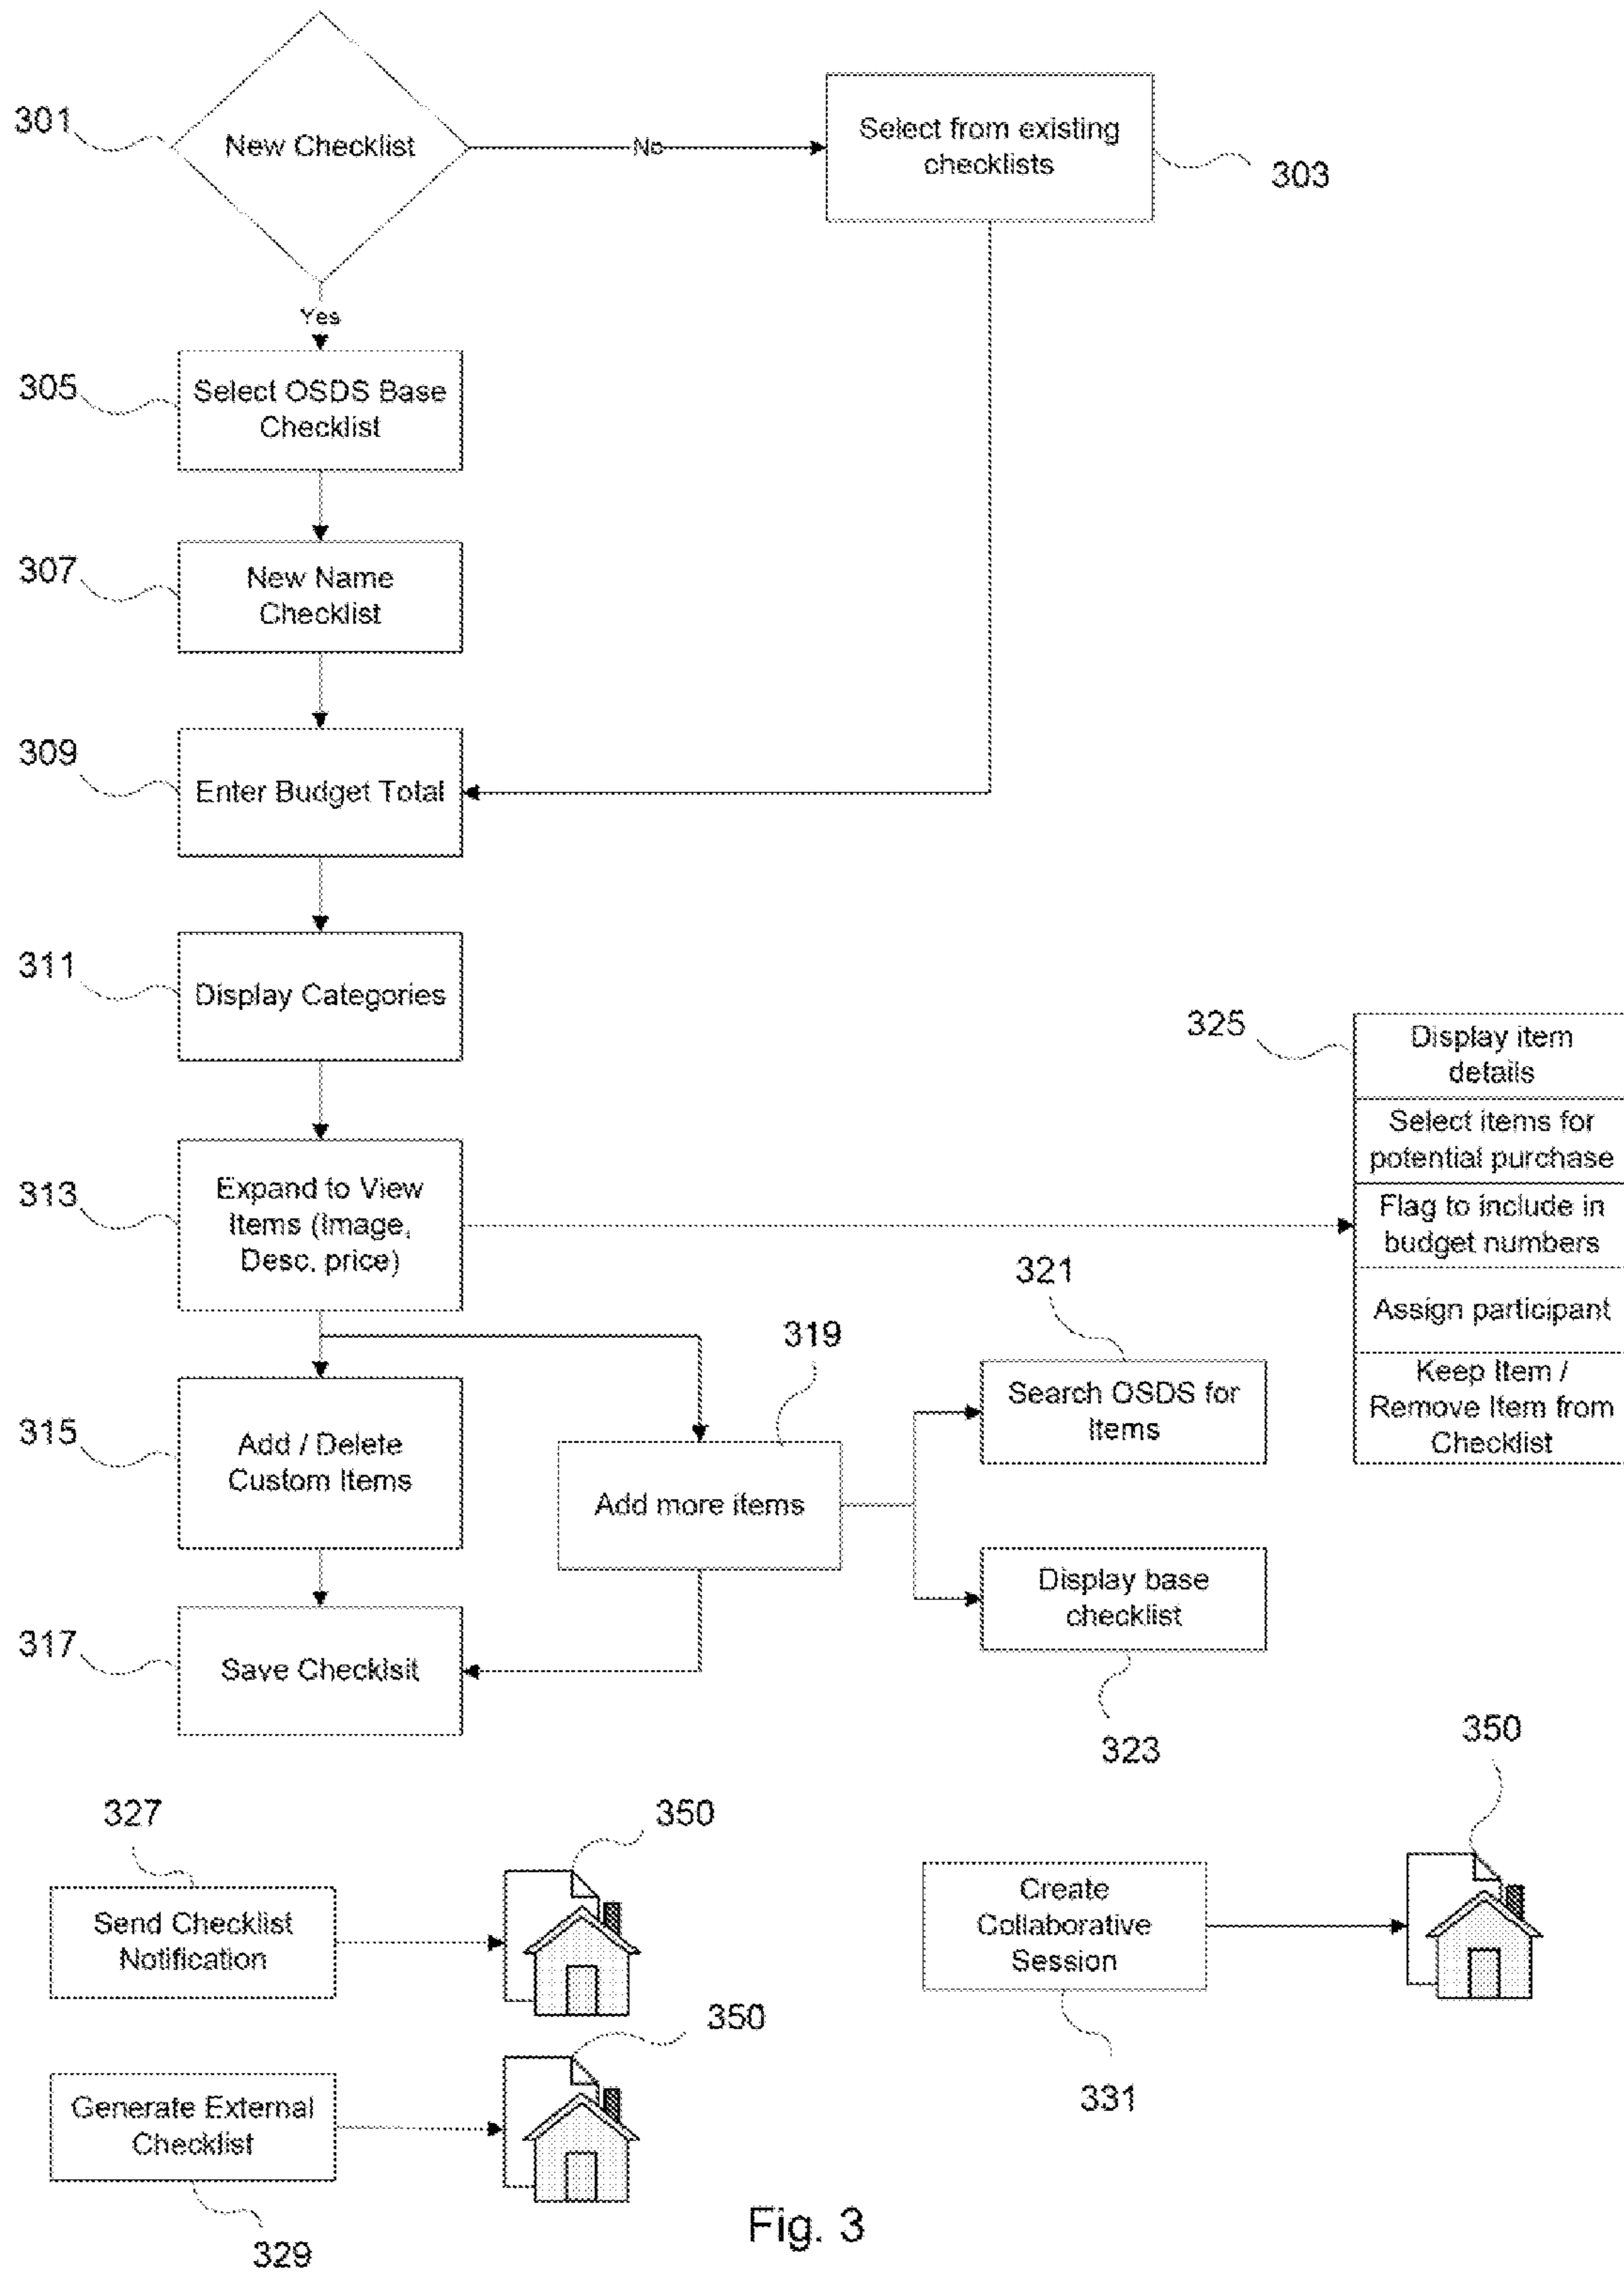 301
New Checklist
No
Select from existing
checklists
303
Yes
305
Select OSDS Base
Checklist
307
New Name
Checklist
309
Enter Budget Total
311
Display Categories
313
Expand to View
Items (Image,
Desc. price)
325
Display item
details
Select items for
potential purchase
Flag to include in
budget numbers
Assign participant
Keep Item /
Remove Item from
Checklist
315
Add / Delete
Custom Items
319
Add more items
321
Search OSDS for
Items
Display base
checklist
323
317
Save Checklsit
327
Send Checklist
Notification
350
350
Create
Collaborative
Session
331
350
Generate External
Checklist
329
Fig. 3